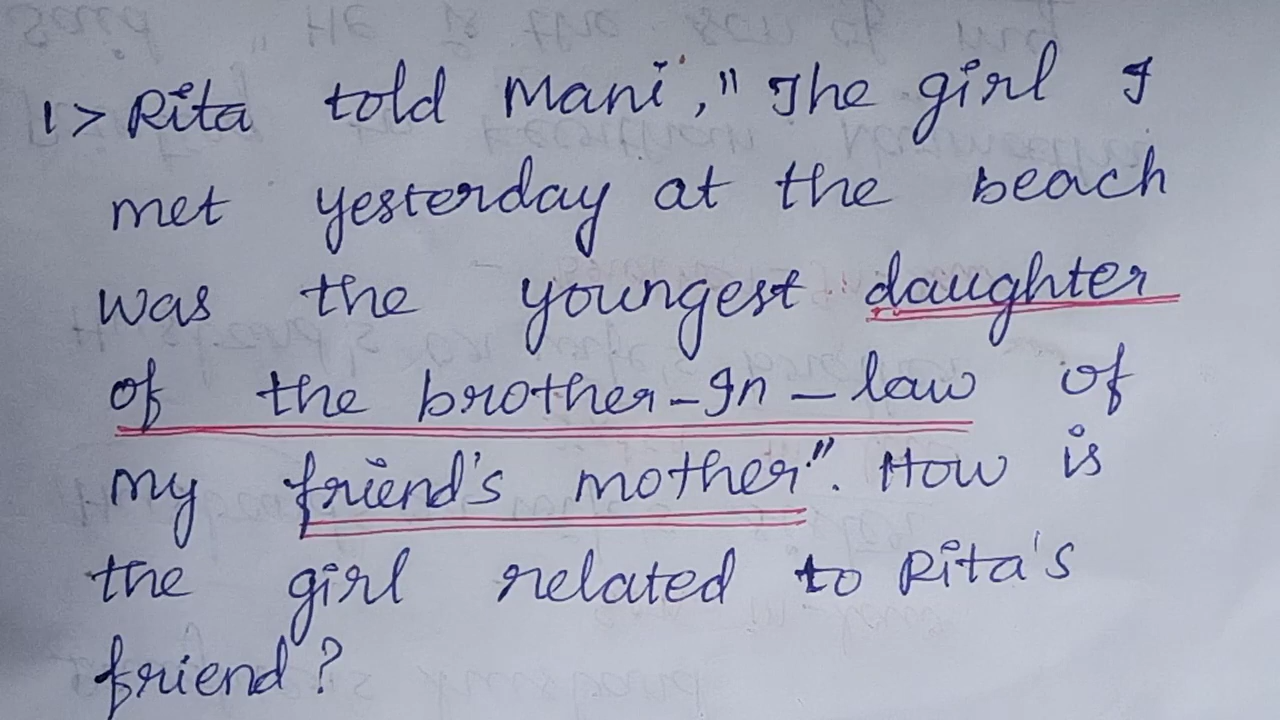 1> Rita told Mani, "The girl I
met yesterday at the beach
was the youngest daughter
of the brother-In-law of
my friend's mother". How is
the girl related to Rita's
friend?